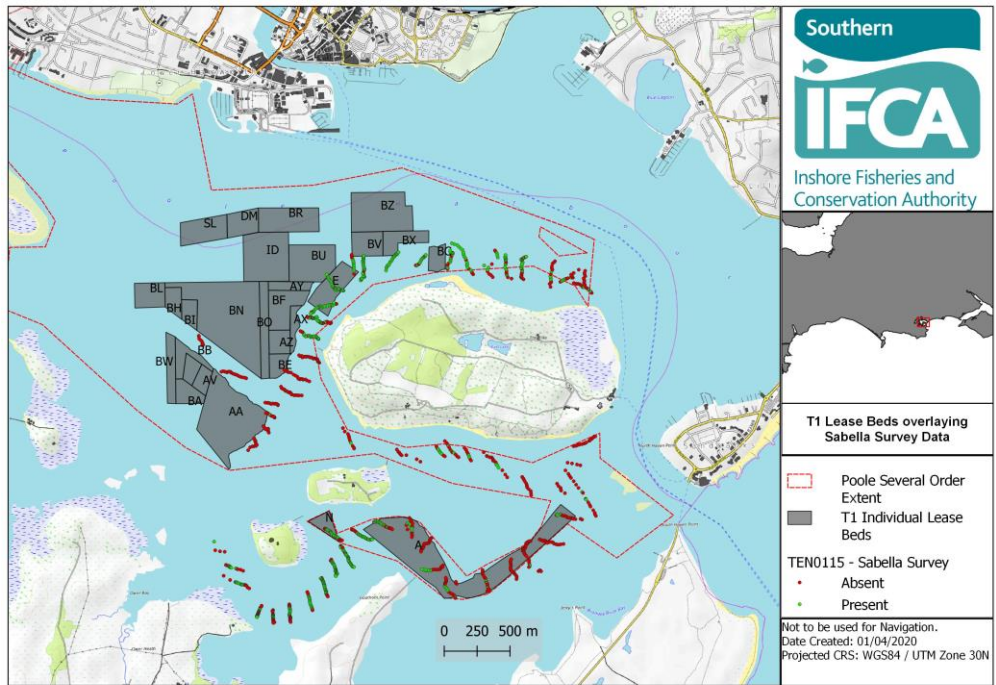 Blue Lagoon
SL
DM
BR
BZ
BV
BX
BG
ID
BU
E
BL
BH
BI
BN
AY
BF
BO
AX
AZ
BE
BB
BW
AV
BA
AA
N
A
0 250 500 m
Southern
IFCA
Inshore Fisheries and
Conservation Authority
T1 Lease Beds overlaying
Sabella Survey Data
Poole Several Order
Extent
T1 Individual Lease
Beds
TEN0115 - Sabella Survey
Absent
Present
Not to be used for Navigation.
Date Created: 01/04/2020
Projected CRS: WGS84 / UTM Zone 30N